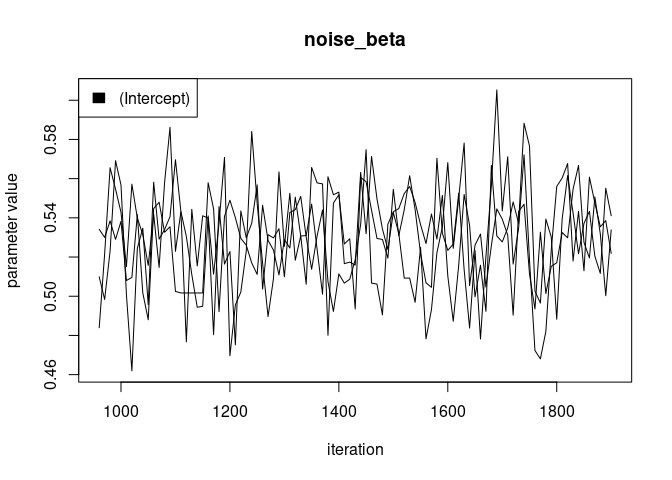 noise_beta
(Intercept)
parameter value
0.46
0.50
0.54
0.58
1000
1200
1400
1600
1800
iteration